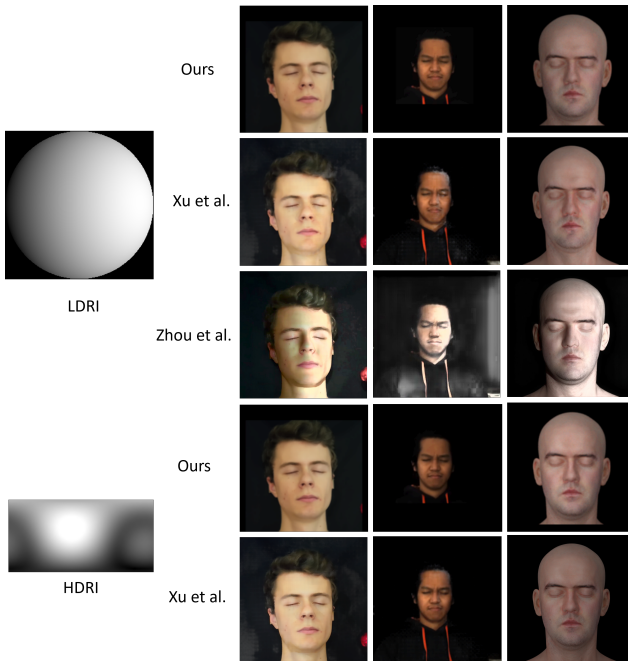 Ours
Xu et al.
LDRI
Zhou et al.
Ours
HDRI
Xu et al.